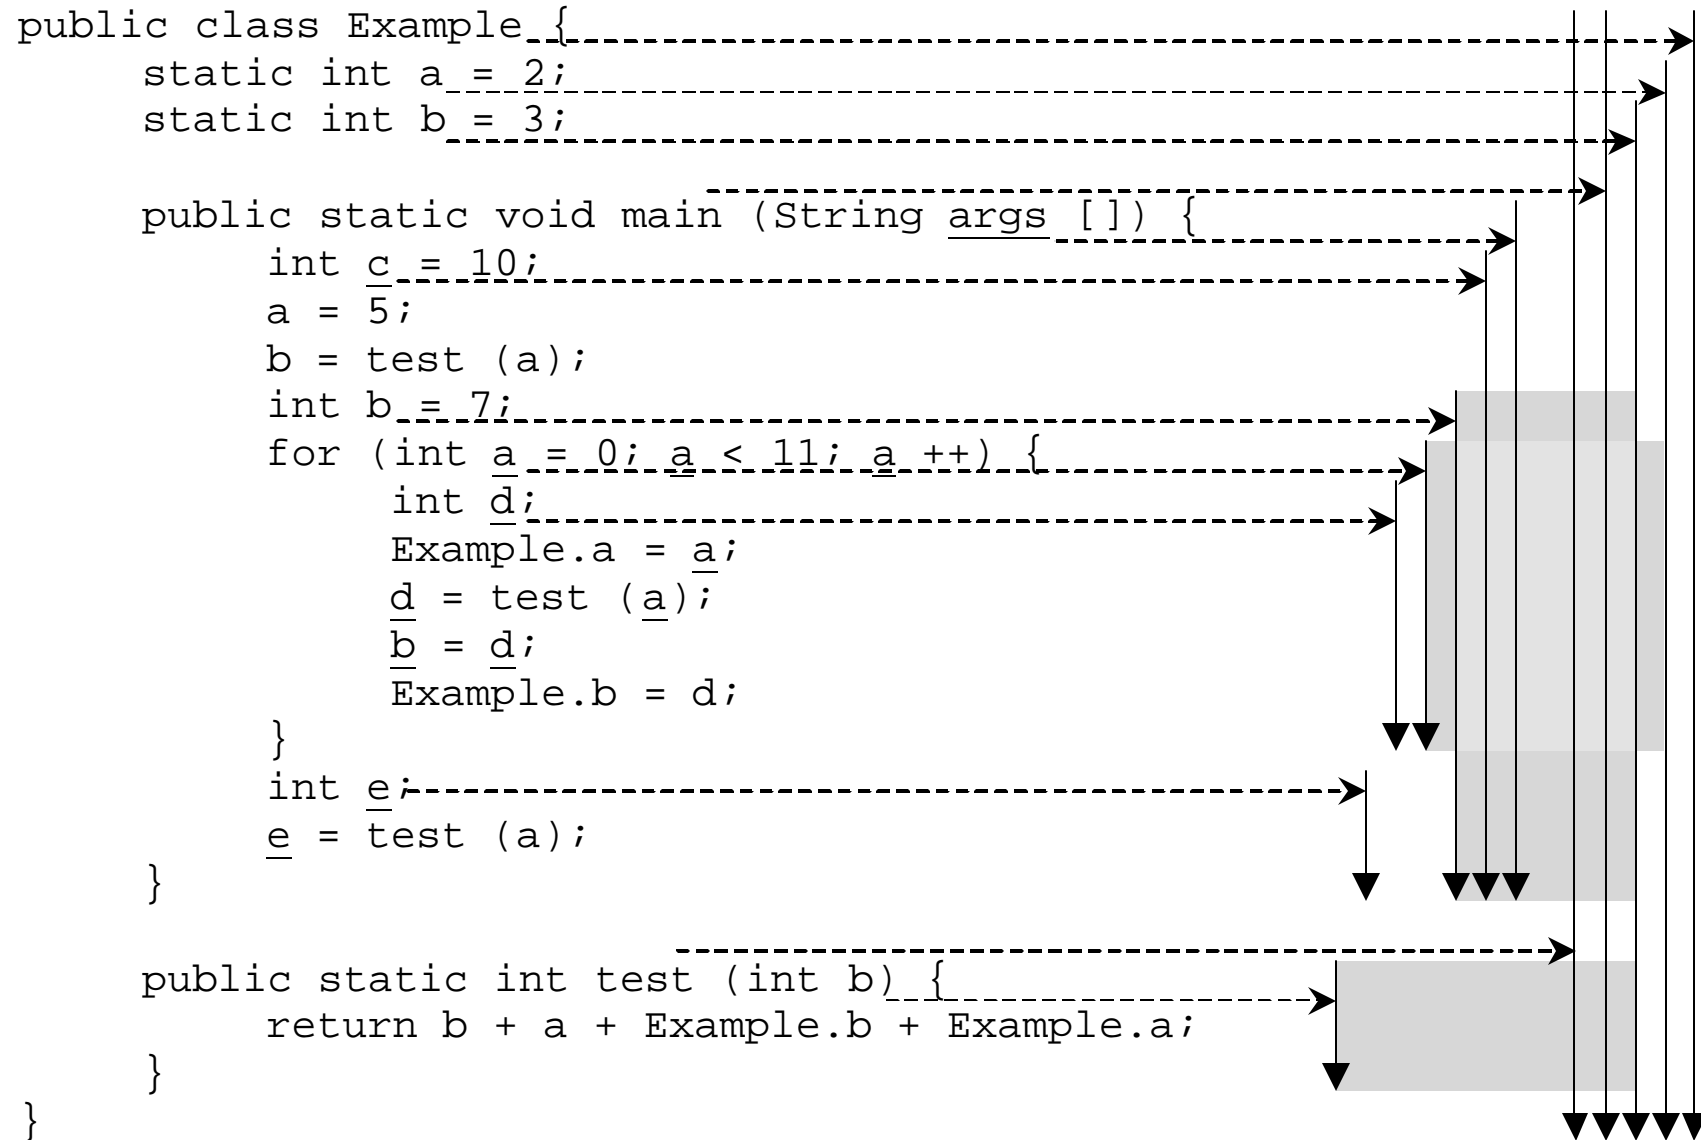 public class Example {
static int a = 2;
static int b = 3;
public static void main (String args []) {
int c = 10;
a = 5;
b = test (a);
int b = 7;
for (int a = 0; a < 11; a ++) {
int d;
Example.a = a;
d = test (a);
b = d;
Example.b = d;
}
int e;
e = test (a);
}
public static int test (int b) {
return b + a + Example.b + Example.a;
}
}